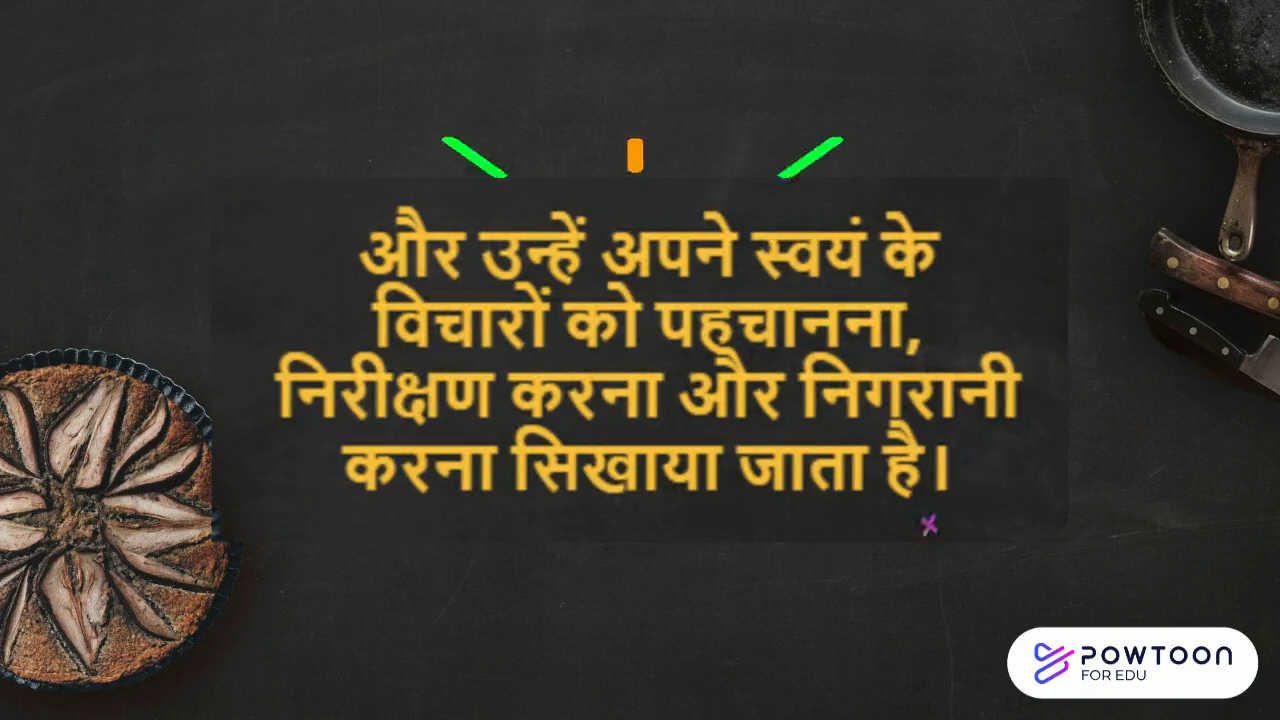 और उन्हें अपने स्वयं के
विचारों को पहचानना,
निरीक्षण करना और निगरानी
करना सिखाया जाता है।
POWTOON
FOR EDU